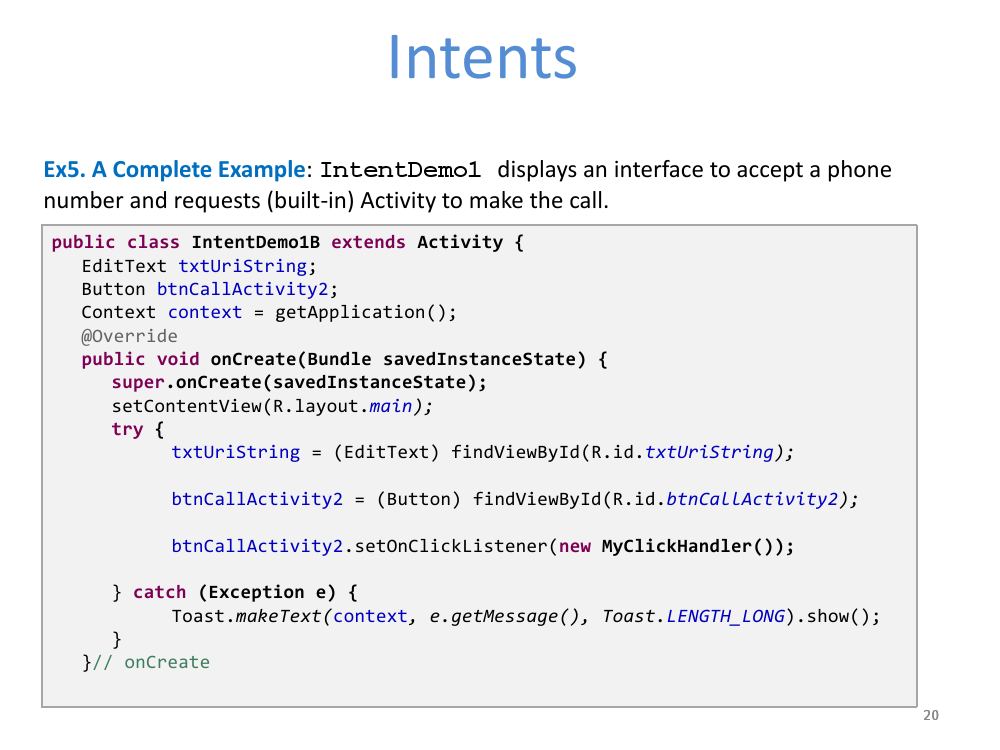 Intents
Ex5. A Complete Example: IntentDemo1 displays an interface to accept a phone
number and requests (built-in) Activity to make the call.
public class IntentDemo1B extends Activity {
EditText txtUriString;
Button btnCallActivity2;
Context context = getApplication();
@Override
public void onCreate(Bundle savedInstanceState) {
super.onCreate(savedInstanceState);
setContentView(R.layout.main);
try {
txtUriString = (EditText) findViewById(R.id.txtUriString);
btnCallActivity2 = (Button) findViewById(R.id.btnCallActivity2);
btnCallActivity2.setOnClickListener(new MyClickHandler());
} catch (Exception e) {
Toast.makeText(context, e.getMessage(), Toast.LENGTH_LONG).show();
}
}// onCreate
20